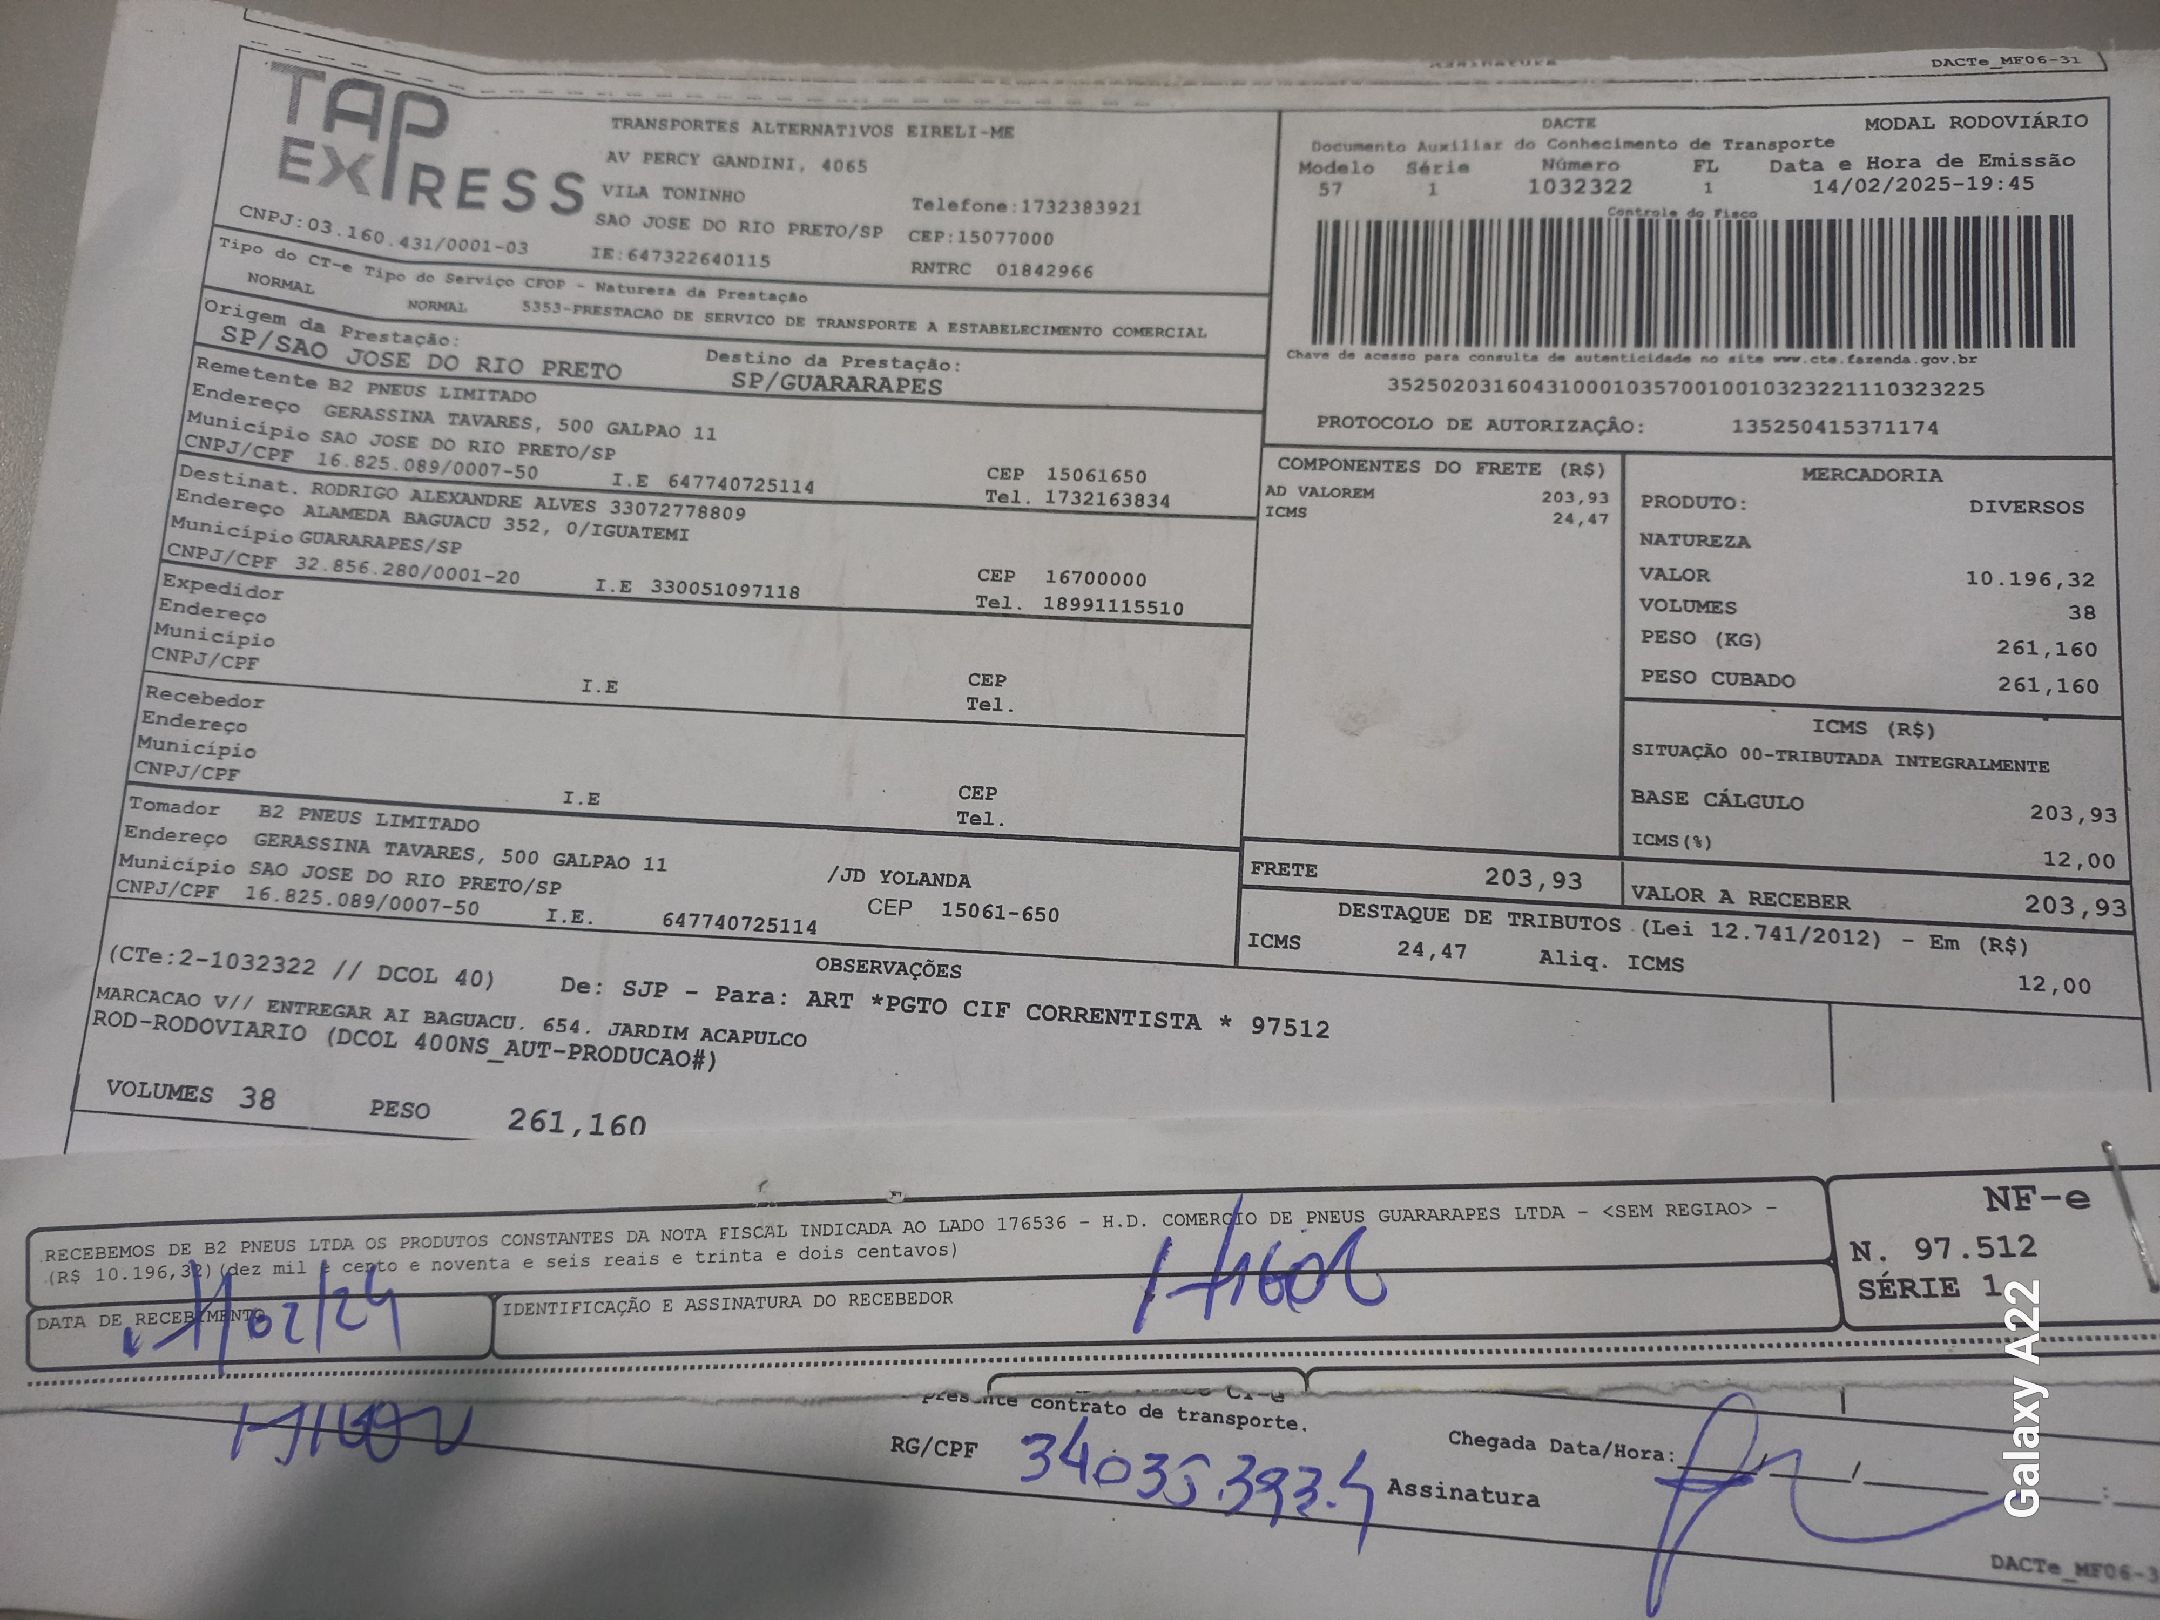 DACTe_MF06-31
TAP EXPRESS
TRANSPORTES ALTERNATIVOS EIRELI-ME
AV PERCY GANDINI, 4065
VILA TONINHO
Telefone:1732383921
SAO JOSE DO RIO PRETO/SP CEP:15077000
CNPJ:03.160.431/0001-03 IE:647322640115 RNTRC 01842966
DACTE MODAL RODOVIÁRIO
Documento Auxiliar do Conhecimento de Transporte
Modelo Série Número FL Data e Hora de Emissão
57 1 1032322 1 14/02/2025-19:45
Controle do Fisco
Chave de acesso para consulta de autenticidade no site www.cte.fazenda.gov.br
35250203160431000103570010010323221110323225
PROTOCOLO DE AUTORIZAÇÃO: 135250415371174
Tipo do CT-e Tipo do Serviço CFOP - Natureza da Prestação
NORMAL NORMAL 5353-PRESTACAO DE SERVICO DE TRANSPORTE A ESTABELECIMENTO COMERCIAL
Origem da Prestação: Destino da Prestação:
SP/SAO JOSE DO RIO PRETO SP/GUARARAPES
Remetente B2 PNEUS LIMITADO
Endereço GERASSINA TAVARES, 500 GALPAO 11
Município SAO JOSE DO RIO PRETO/SP CEP 15061650
CNPJ/CPF 16.825.089/0007-50 I.E 647740725114 Tel. 1732163834
Destinat. RODRIGO ALEXANDRE ALVES 33072778809
Endereço ALAMEDA BAGUACU 352, 0/IGUATEMI
Município GUARARAPES/SP CEP 16700000
CNPJ/CPF 32.856.280/0001-20 I.E 330051097118 Tel. 18991115510
Expedidor
Endereço
Município CEP
CNPJ/CPF I.E Tel.
Recebedor
Endereço
Município CEP
CNPJ/CPF I.E Tel.
Tomador B2 PNEUS LIMITADO
Endereço GERASSINA TAVARES, 500 GALPAO 11 /JD YOLANDA
Município SAO JOSE DO RIO PRETO/SP CEP 15061-650
CNPJ/CPF 16.825.089/0007-50 I.E. 647740725114
COMPONENTES DO FRETE (R$)
AD VALOREM 203,93
ICMS 24,47
MERCADORIA
PRODUTO: DIVERSOS
NATUREZA
VALOR 10.196,32
VOLUMES 38
PESO (KG) 261,160
PESO CUBADO 261,160
ICMS (R$)
SITUAÇÃO 00-TRIBUTADA INTEGRALMENTE
BASE CÁLGULO 203,93
ICMS(%) 12,00
FRETE 203,93 VALOR A RECEBER 203,93
DESTAQUE DE TRIBUTOS (Lei 12.741/2012) - Em (R$)
ICMS 24,47 Aliq. ICMS 12,00
OBSERVAÇÕES
(CTe:2-1032322 // DCOL 40) De: SJP - Para: ART *PGTO CIF CORRENTISTA * 97512
MARCACAO V// ENTREGAR AI BAGUACU. 654. JARDIM ACAPULCO
ROD-RODOVIARIO (DCOL 400NS_AUT-PRODUCAO#)
VOLUMES 38 PESO 261,160
RECEBEMOS DE B2 PNEUS LTDA OS PRODUTOS CONSTANTES DA NOTA FISCAL INDICADA AO LADO 176536 - H.D. COMERCIO DE PNEUS GUARARAPES LTDA - <SEM REGIAO> -
(R$ 10.196,32)(dez mil e cento e noventa e seis reais e trinta e dois centavos)
DATA DE RECEBIMENTO
IDENTIFICAÇÃO E ASSINATURA DO RECEBEDOR
NF-e
N. 97.512
SÉRIE 1
presente contrato de transporte.
RG/CPF 34035.393.4 Chegada Data/Hora:
Assinatura
DACTe_MF06-3
Galaxy A22